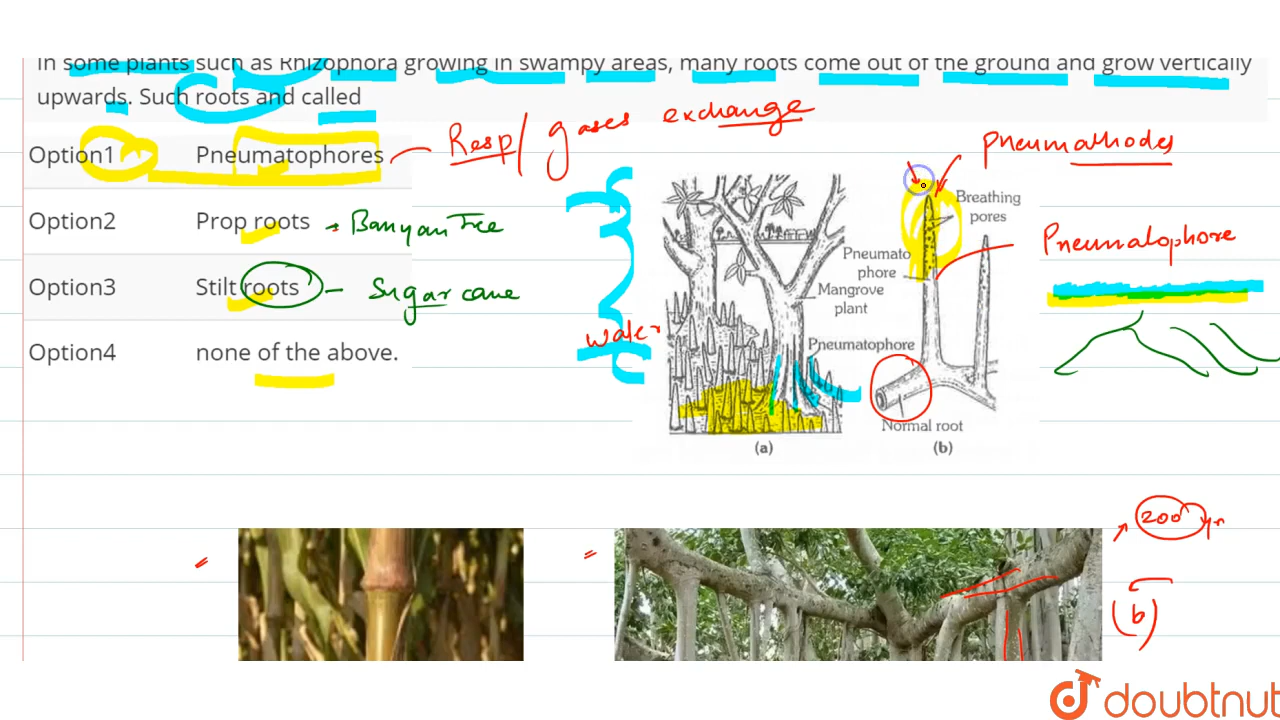 In some plants such as Rhizophora growing in swampy areas, many roots come out of the ground and grow vertically
upwards. Such roots and called
Option1 Pneumatophores
Resp/ gases exchange
Option2 Prop roots
Banyan Tree
Option3 Stilt roots
Sugar cane
Option4 none of the above.
water
Pneumathodes
Breathing
pores
Pneumato
phore
Pneumatophore
Mangrove
plant
Pneumatophore
Normal root
(a)
(b)
= 
=
200 yr
(b)
doubtnut